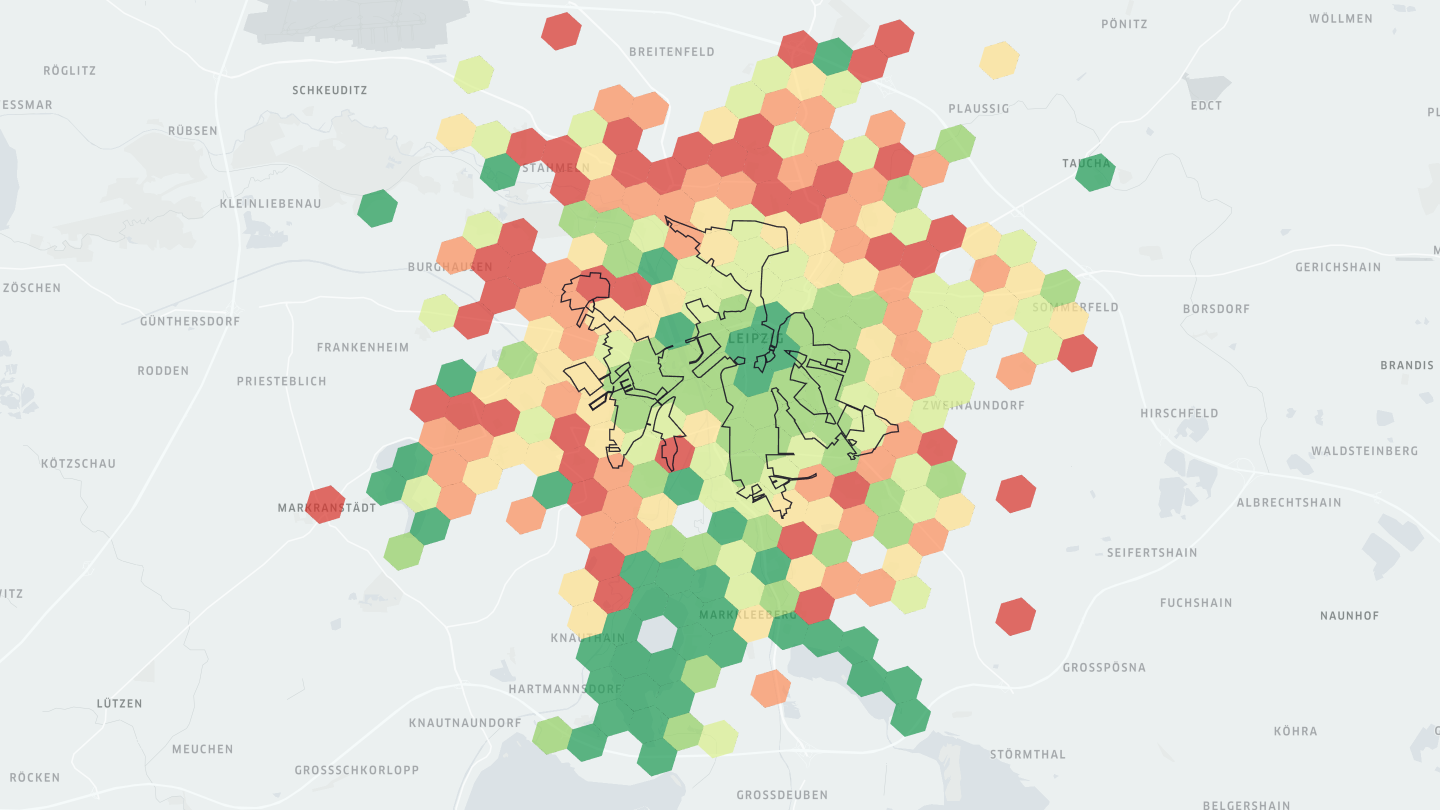 WÖLLMEN
PÖNITZ
BREITENFELD
RÖGLITZ
SCHKEUDITZ
ESSMAR
EDCT
PLAUSSIG
PL
RÜBSEN
TAUCHA
STAHMELN
KLEINLIEBENAU
BURGHAUSEN
GERICHSHAIN
ZÖSCHEN
SOMMERFELD
BORSDORF
GÜNTHERSDORF
LEIPZIG
FRANKENHEIM
BRANDIS
RODDEN
PRIESTEBLICH
ZWEINAUNDORF
HIRSCHFELD
WALDSTEINBERG
KÖTZSCHAU
ALBRECHTSHAIN
MARKRANSTÄDT
SEIFERTSHAIN
ITZ
FUCHSHAIN
MARKKLEEBERG
NAUNHOF
KNAUTHAIN
GROSSPÖSNA
HARTMANNSDORF
LÜTZEN
KNAUTNAUNDORF
KÖHRA
MEUCHEN
STÖRMTHAL
GROSSSCHKORLOPP
RÖCKEN
GROSSDEUBEN
BELGERSHAIN